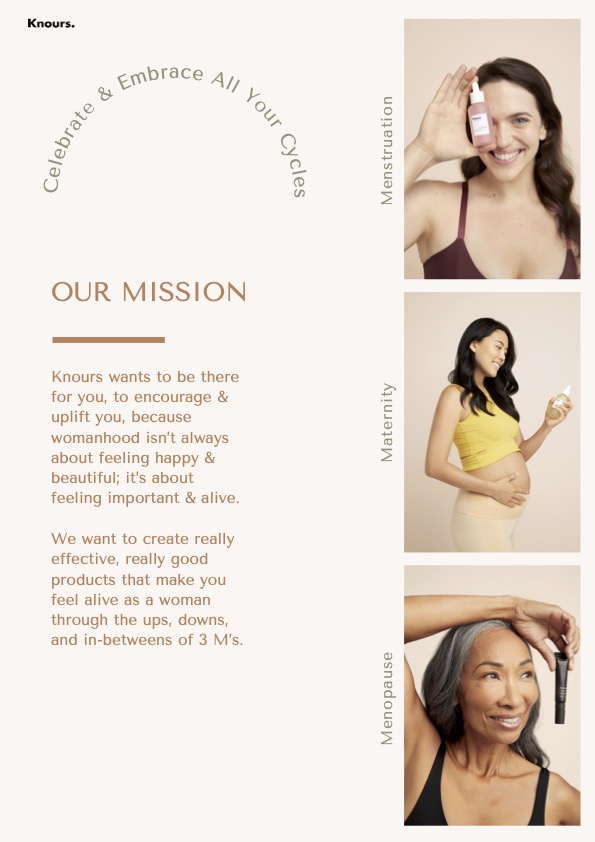 Knours.
Celebrate & Embrace All Your Cycles
OUR MISSION
Knours wants to be there
for you, to encourage &
uplift you, because
womanhood isn't always
about feeling happy &
beautiful; it's about
feeling important & alive.
We want to create really
effective, really good
products that make you
feel alive as a woman
through the ups, downs,
and in-betweens of 3 M's.
Menstruation
Maternity
Menopause